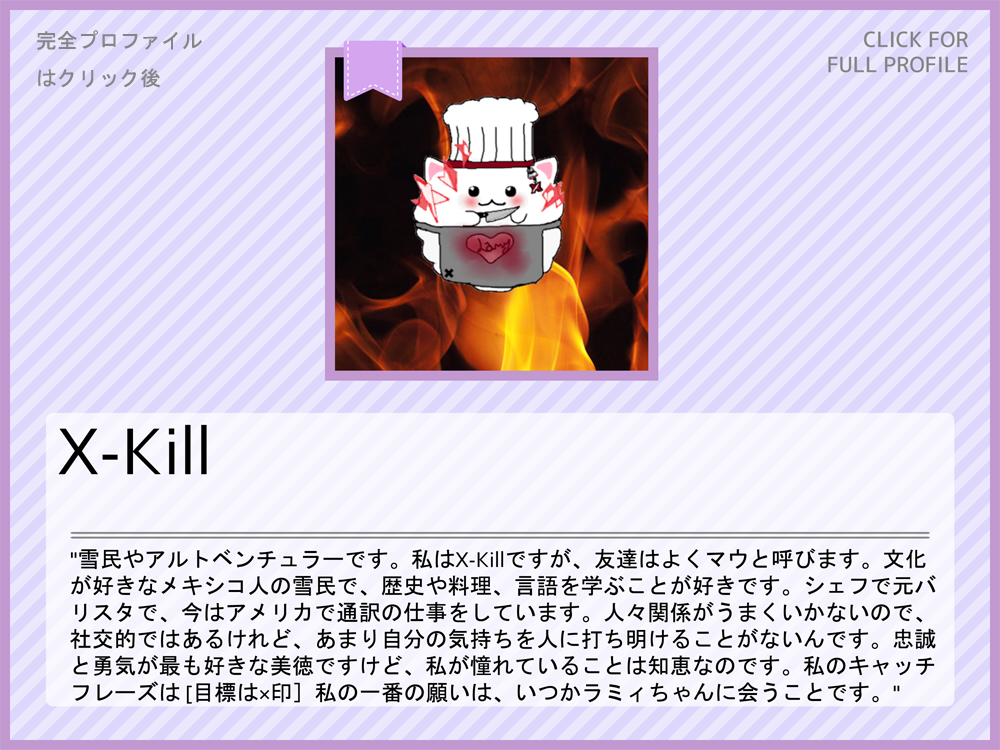 完全プロファイル
はクリック後
CLICK FOR
FULL PROFILE
Lamy
X-Kill
"雪民やアルトベンチュラーです。私はX-Killですが、友達はよくマウと呼びます。文化
が好きなメキシコ人の雪民で、歴史や料理、言語を学ぶことが好きです。シェフで元バ
リスタで、今はアメリカで通訳の仕事をしています。人々関係がうまくいかないので、
社交的ではあるけれど、あまり自分の気持ちを人に打ち明けることがないんです。忠誠
と勇気が最も好きな美徳ですけど、私が憧れていることは知恵なのです。私のキャッチ
フレーズは [目標は×印］私の一番の願いは、いつかラミィちゃんに会うことです。"